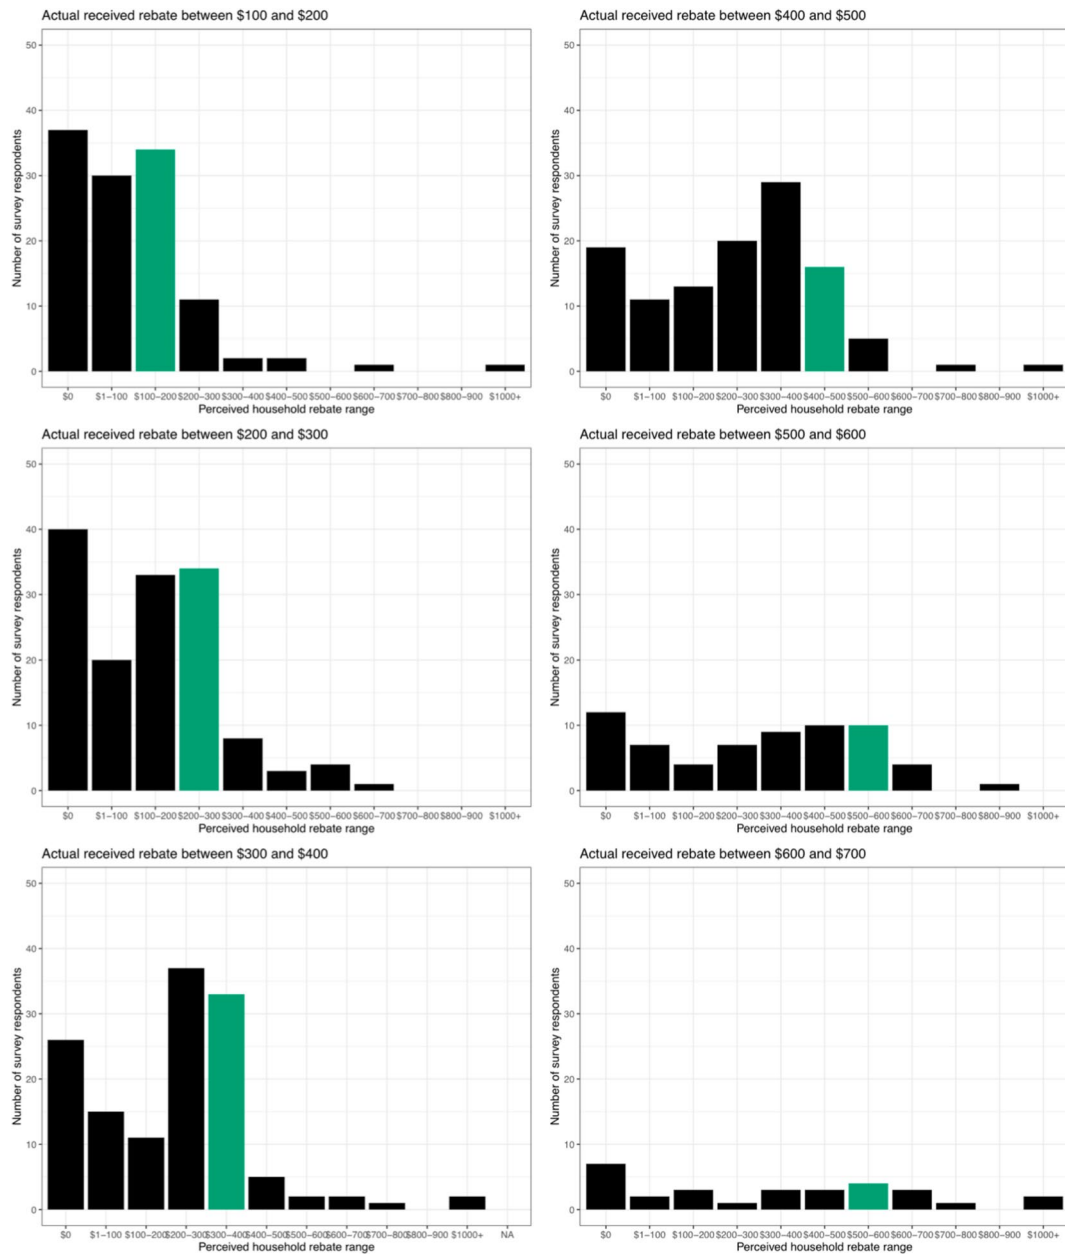 Actual received rebate between $100 and $200
50
40
30
20
10
0
Number of survey respondents
$0 $1–100 $100–200 $200–300 $300–400 $400–500 $500–600 $600–700 $700–800 $800–900 $1000+
Perceived household rebate range
Actual received rebate between $400 and $500
50
40
30
20
10
0
Number of survey respondents
$0 $1–100 $100–200 $200–300 $300–400 $400–500 $500–600 $600–700 $700–800 $800–900 $1000+
Perceived household rebate range
Actual received rebate between $200 and $300
50
40
30
20
10
0
Number of survey respondents
$0 $1–100 $100–200 $200–300 $300–400 $400–500 $500–600 $600–700 $700–800 $800–900 $1000+
Perceived household rebate range
Actual received rebate between $500 and $600
50
40
30
20
10
0
Number of survey respondents
$0 $1–100 $100–200 $200–300 $300–400 $400–500 $500–600 $600–700 $700–800 $800–900 $1000+
Perceived household rebate range
Actual received rebate between $300 and $400
50
40
30
20
10
0
Number of survey respondents
$0 $1–100 $100–200 $200–300 $300–400 $400–500 $500–600 $600–700 $700–800 $800–900 $1000+ NA
Perceived household rebate range
Actual received rebate between $600 and $700
50
40
30
20
10
0
Number of survey respondents
$0 $1–100 $100–200 $200–300 $300–400 $400–500 $500–600 $600–700 $700–800 $800–900 $1000+
Perceived household rebate range